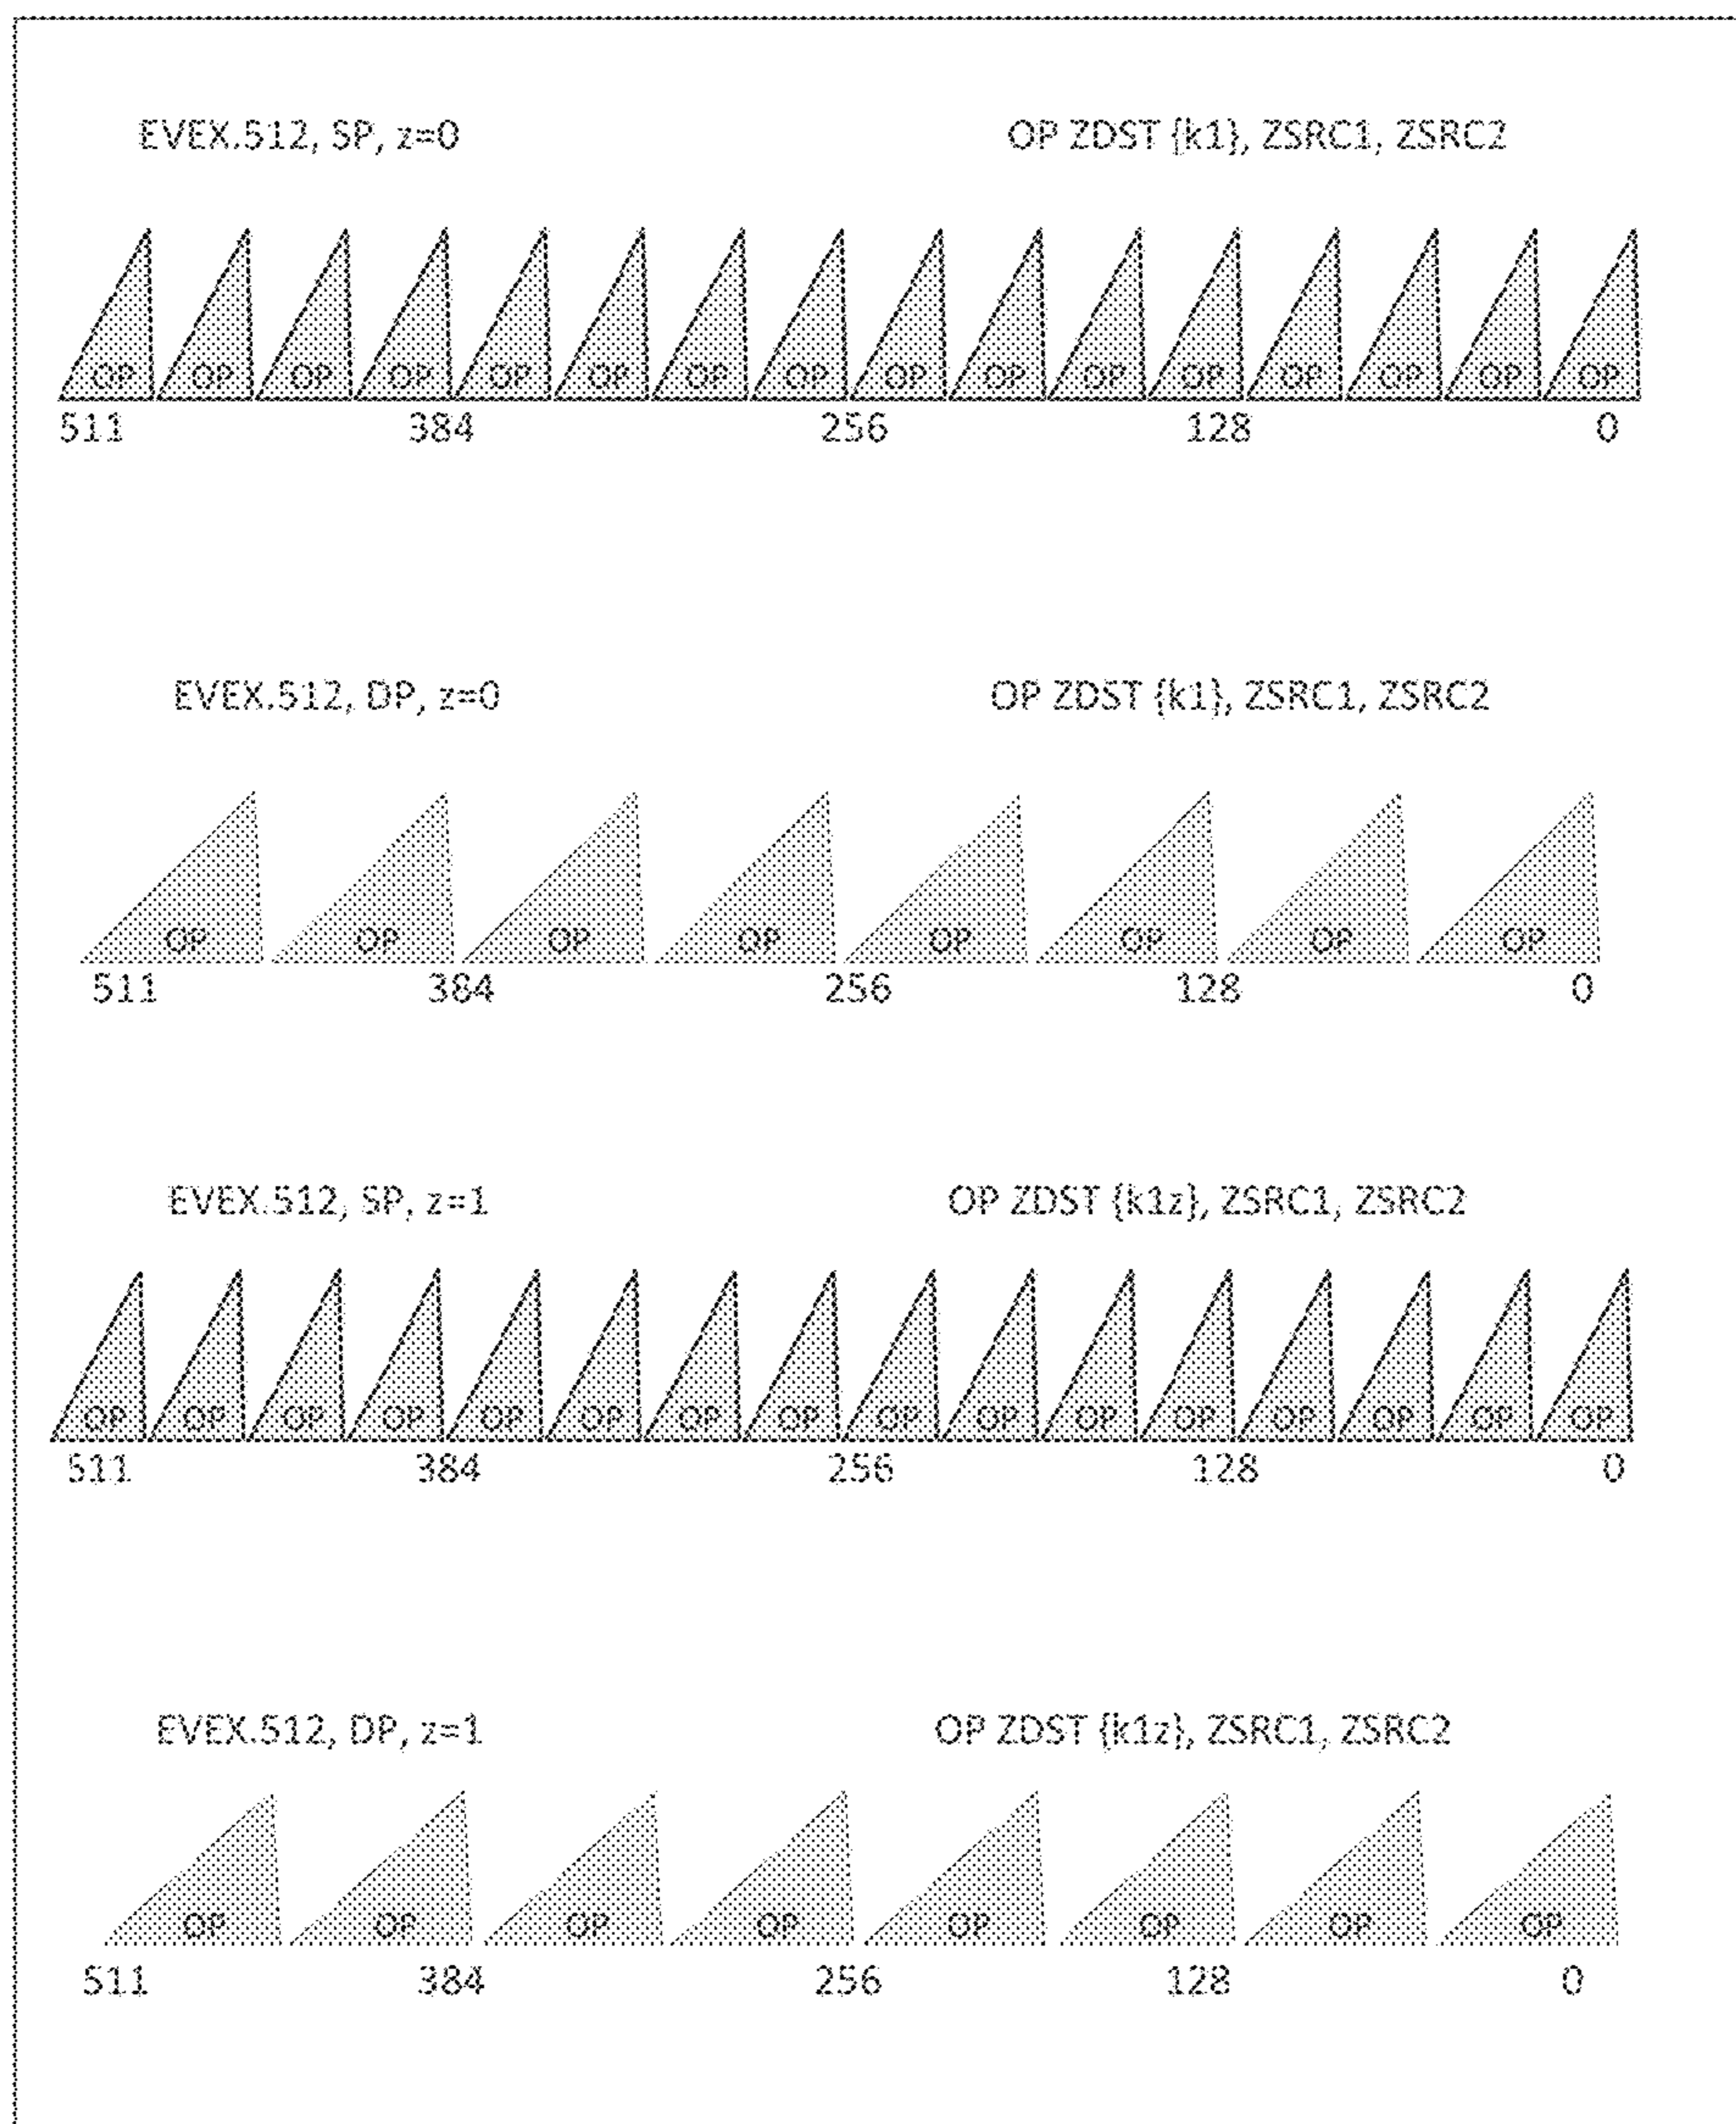 EVEX.512, SP, z=0 OP ZDST {k1}, ZSRC1, ZSRC2
OP OP OP OP OP OP OP OP OP OP OP OP OP OP OP OP
511 384 256 128 0
EVEX.512, DP, z=0 OP ZDST {k1}, ZSRC1, ZSRC2
OP OP OP OP OP OP OP OP
511 384 256 128 0
EVEX.512, SP, z=1 OP ZDST {k1z}, ZSRC1, ZSRC2
OP OP OP OP OP OP OP OP OP OP OP OP OP OP OP OP
511 384 256 128 0
EVEX.512, DP, z=1 OP ZDST {k1z}, ZSRC1, ZSRC2
OP OP OP OP OP OP OP OP
511 384 256 128 0